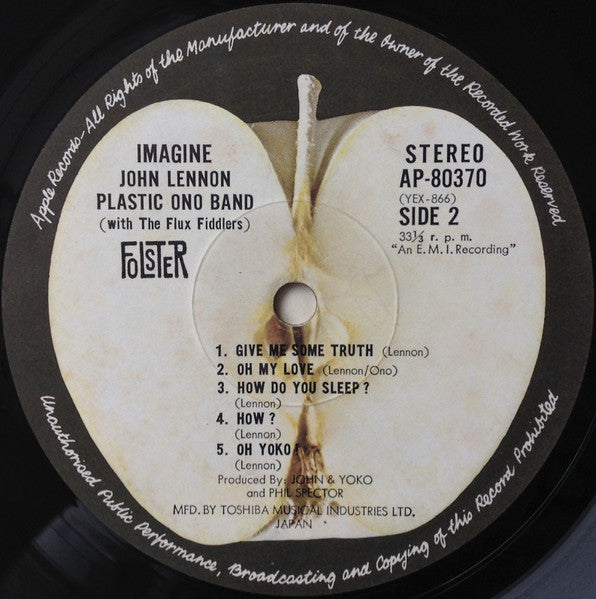 Apple Records-All Rights of the Manufacturer and of the Owner of the Recorded Work Reserved
IMAGINE
JOHN LENNON
PLASTIC ONO BAND
(with The Flux Fiddlers)
FOLSTER
STEREO
AP-80370
(YEX-866)
SIDE 2
33⅓ r. p. m.
"An E.M.I. Recording"
1. GIVE ME SOME TRUTH (Lennon)
2. OH MY LOVE (Lennon/Ono)
3. HOW DO YOU SLEEP?
(Lennon)
4. HOW?
(Lennon)
5. OH YOKO!
(Lennon)
Produced By: JOHN & YOKO
and PHIL SPECTOR
MFD. BY TOSHIBA MUSICAL INDUSTRIES LTD.
JAPAN
Unauthorised Public Performance, Broadcasting and Copying of this Record Prohibited